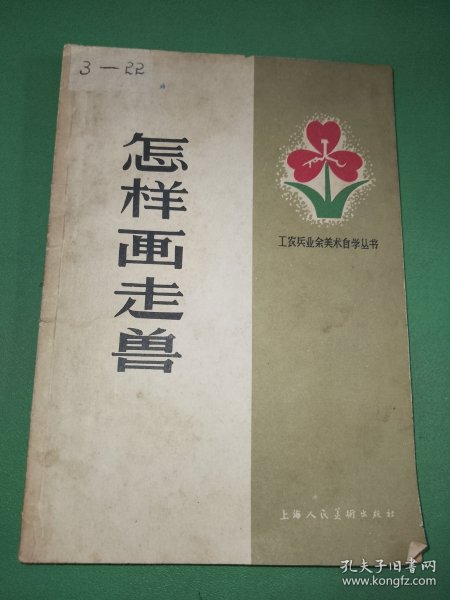 3—22
怎样画走兽
工农兵业余美术自学丛书
上海人民美術出版社
孔夫子旧书网
www.kongfz.com